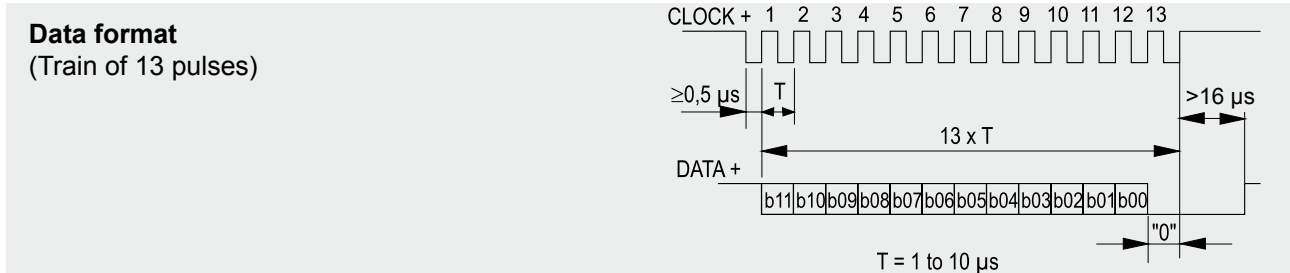 Data format
(Train of 13 pulses)
CLOCK + 1 2 3 4 5 6 7 8 9 10 11 12 13
≥0,5 µs T >16 µs
13 x T
DATA +
b11 b10 b09 b08 b07 b06 b05 b04 b03 b02 b01 b00
"0"
T = 1 to 10 µs